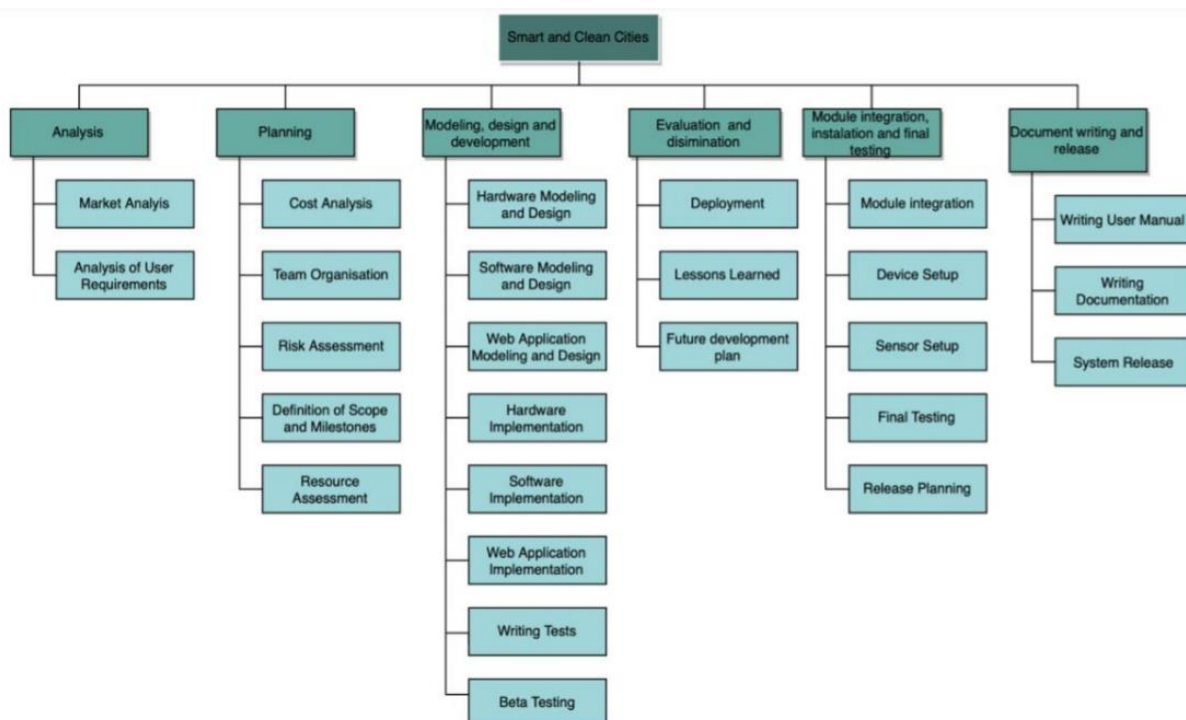 Smart and Clean Cities
Analysis
Market Analyis
Analysis of User
Requirements
Planning
Cost Analysis
Team Organisation
Risk Assessment
Definition of Scope
and Milestones
Resource
Assessment
Modeling, design and
development
Hardware Modeling
and Design
Software Modeling
and Design
Web Application
Modeling and Design
Hardware
Implementation
Software
Implementation
Web Application
Implementation
Writing Tests
Beta Testing
Evaluation and
disimination
Deployment
Lessons Learned
Future development
plan
Module integration,
instalation and final
testing
Module integration
Device Setup
Sensor Setup
Final Testing
Release Planning
Document writing and
release
Writing User Manual
Writing
Documentation
System Release